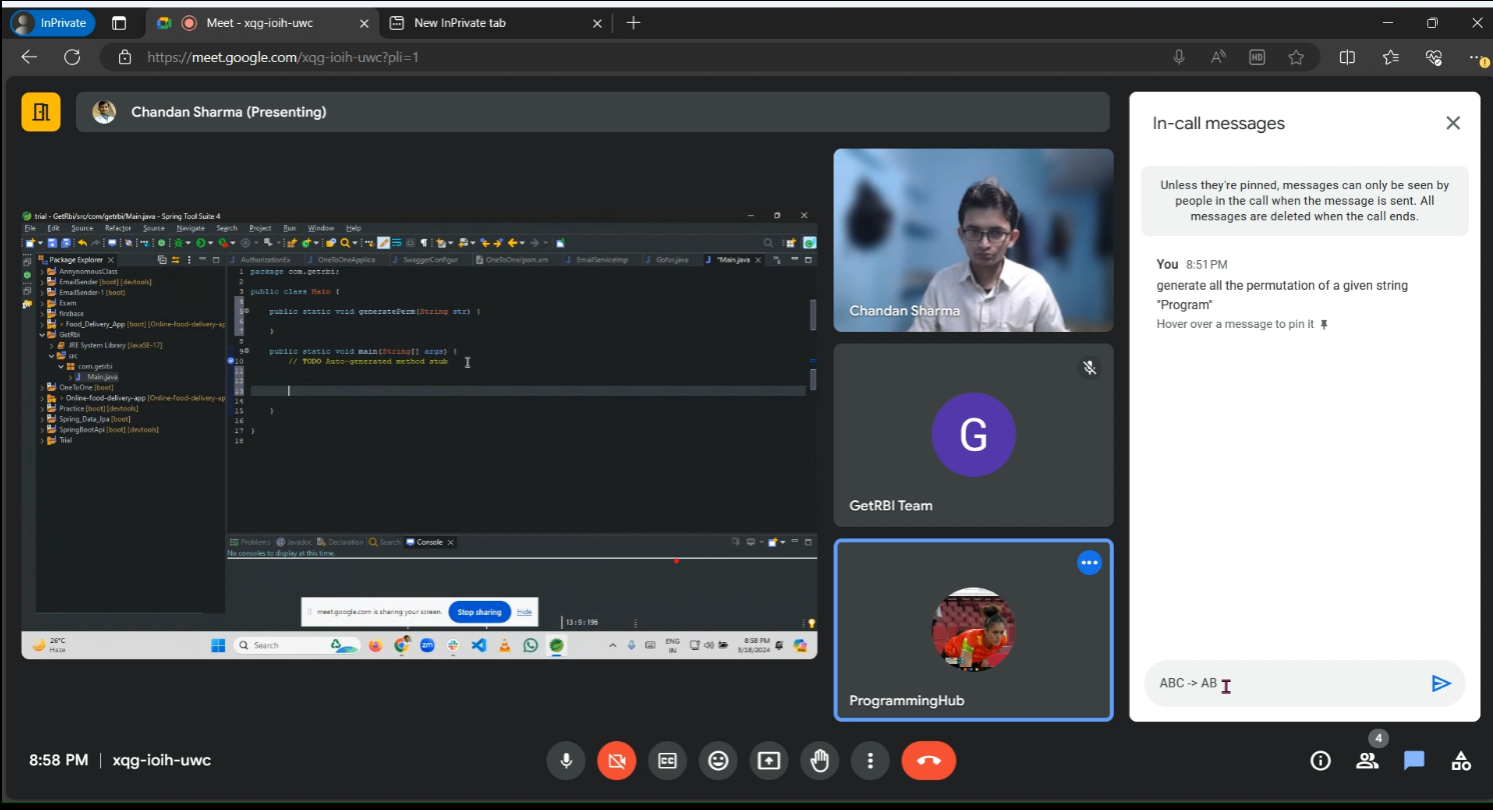 InPrivate
Meet - xqg-ioih-uwc
New InPrivate tab
https://meet.google.com/xqg-ioih-uwc?pli=1
Chandan Sharma (Presenting)
trial - GetRbi/src/com/getrbi/Main.java - Spring Tool Suite 4
File Edit Source Refactor Source Navigate Search Project Run Window Help
Package Explorer
AuthorizationEx
OneToOneApplica
SwaggerConfigur
OneToOne/pom.xm
EmailServiceImp
GoFor.java
*Main.java
AnnynomousClass
EmailSender [boot] [devtools]
EmailSender-1 [boot]
Exam
firebase
> Food_Delivery_App [boot] [Online-food-delivery-ap
GetRbi
JRE System Library [JavaSE-17]
src
com.getrbi
Main.java
OneToOne [boot]
> Online-food-delivery-app [Online-food-delivery-ap
Practice [boot] [devtools]
Spring_Data_Jpa [boot]
SpringBootApi [boot] [devtools]
Trial
1 package com.getrbi;
2
3 public class Main {
4
5 public static void generatePerm(String str) {
6
7 }
8
9 public static void main(String[] args) {
10 // TODO Auto-generated method stub
11
12
13
14
15 }
16
17 }
18
Problems Javadoc Declaration Search Console
No consoles to display at this time.
meet.google.com is sharing your screen.
Stop sharing
Hide
13 : 9 : 196
26°C
Haze
Search
ENG
IN
8:58 PM
5/18/2024
Chandan Sharma
G
GetRBI Team
ProgrammingHub
In-call messages
Unless they're pinned, messages can only be seen by
people in the call when the message is sent. All
messages are deleted when the call ends.
You 8:51 PM
generate all the permutation of a given string
"Program"
Hover over a message to pin it
ABC -> AB
8:58 PM | xqg-ioih-uwc
4